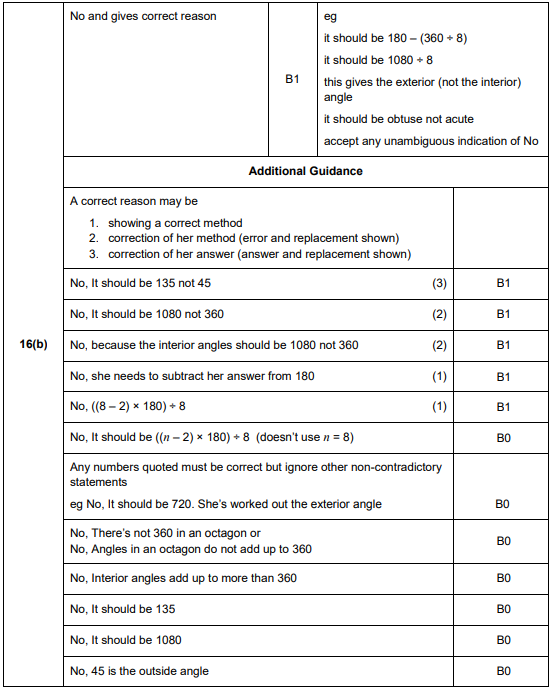 No and gives correct reason
B1
eg
it should be 180 – (360 ÷ 8)
it should be 1080 ÷ 8
this gives the exterior (not the interior)
angle
it should be obtuse not acute
accept any unambiguous indication of No
Additional Guidance
A correct reason may be
1. showing a correct method
2. correction of her method (error and replacement shown)
3. correction of her answer (answer and replacement shown)
16(b)
No, It should be 135 not 45 (3) B1
No, It should be 1080 not 360 (2) B1
No, because the interior angles should be 1080 not 360 (2) B1
No, she needs to subtract her answer from 180 (1) B1
No, ((8 – 2) × 180) ÷ 8 (1) B1
No, It should be ((n – 2) × 180) ÷ 8 (doesn't use n = 8) B0
Any numbers quoted must be correct but ignore other non-contradictory
statements
eg No, It should be 720. She's worked out the exterior angle B0
No, There's not 360 in an octagon or
No, Angles in an octagon do not add up to 360 B0
No, Interior angles add up to more than 360 B0
No, It should be 135 B0
No, It should be 1080 B0
No, 45 is the outside angle B0